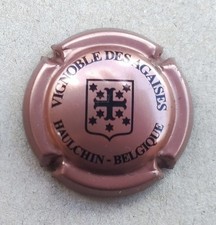 VIGNOBLE DES AGAISES
HAULCHIN - BELGIQUE